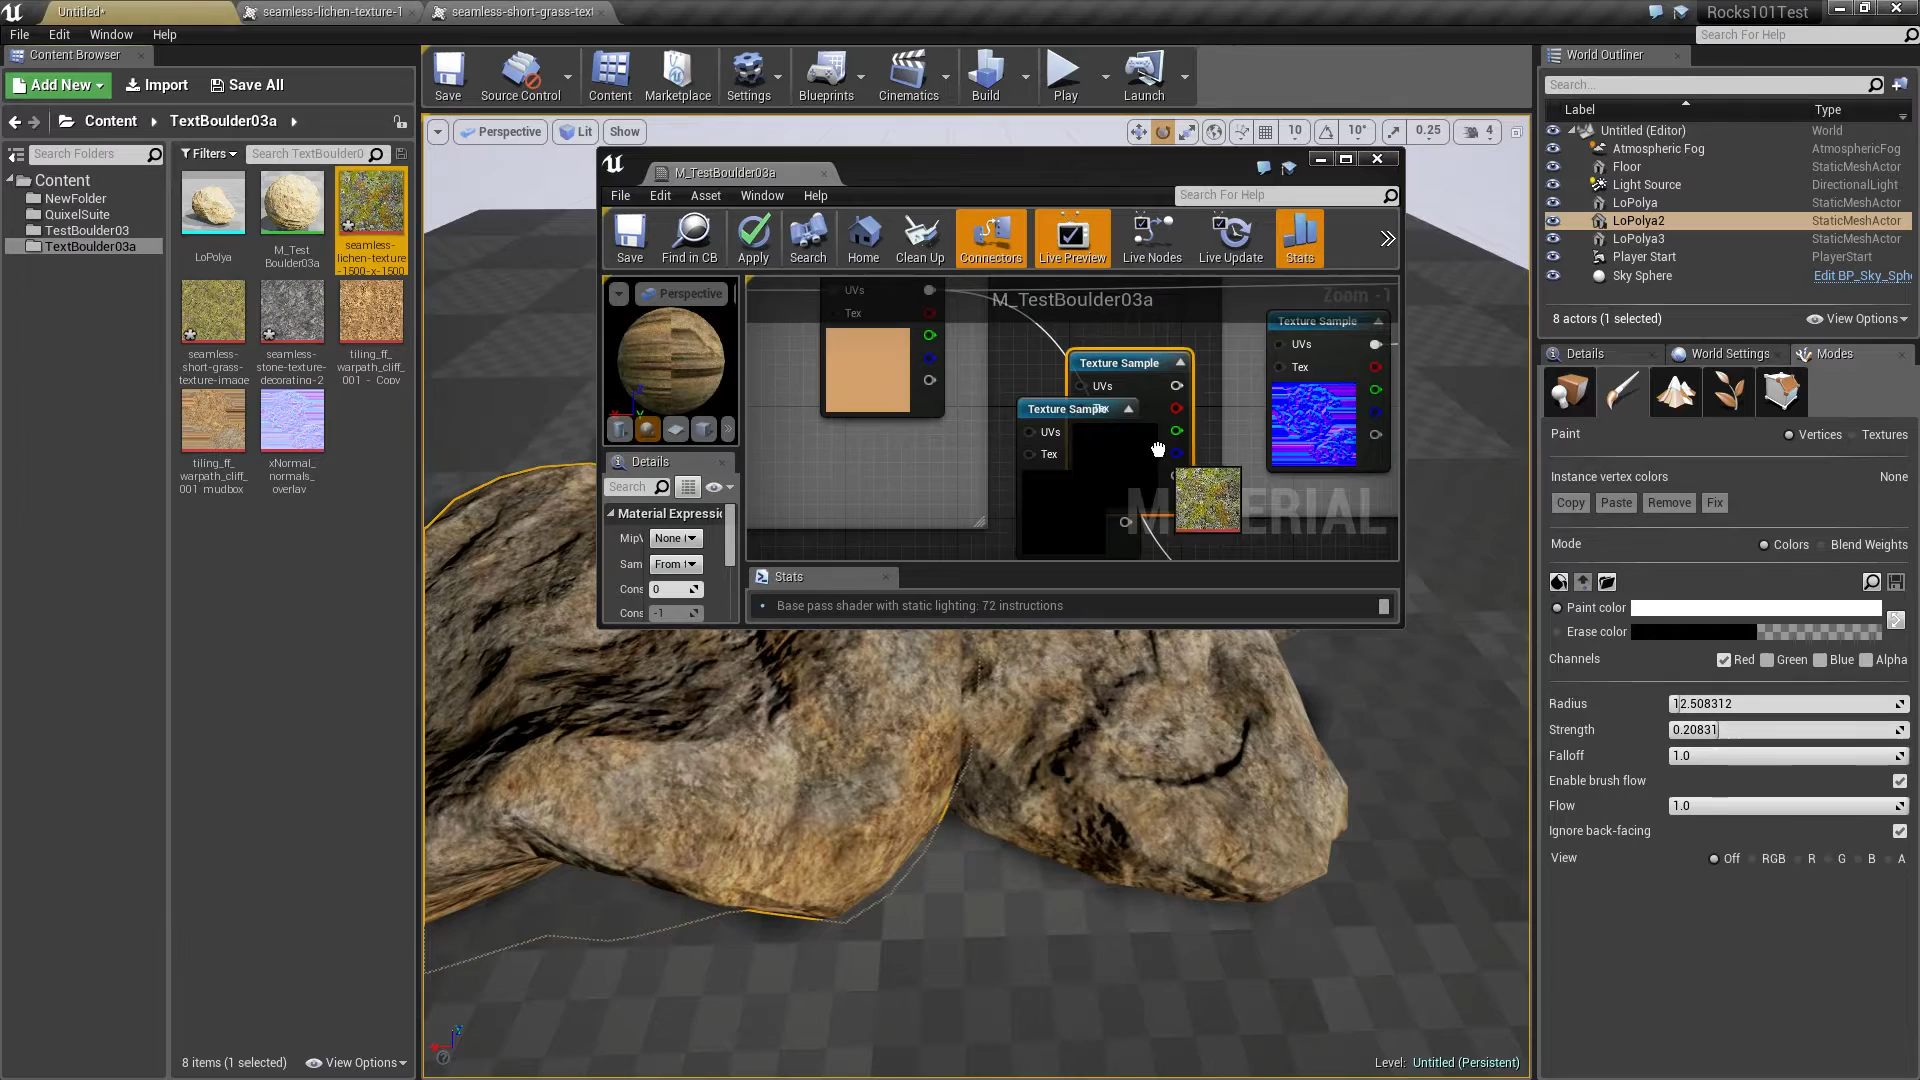 Untitled*
seamless-lichen-texture-1
seamless-short-grass-text
Rocks101Test
File Edit Window Help
Search For Help
Content Browser
Add New Import Save All
Content TextBoulder03a
Search Folders
Filters Search TextBoulder0
Content
NewFolder
QuixelSuite
TestBoulder03
TextBoulder03a
LoPolya
M_Test
Boulder03a
seamless-
lichen-texture
-1500-x-1500
seamless-
short-grass-
texture-image
seamless-
stone-texture-
decorating-2
tiling_ff_
warpath_cliff_
001_-_Copy
tiling_ff_
warpath_cliff_
001_mudbox
xNormal_
normals_
overlay
8 items (1 selected) View Options
Save Source Control Content Marketplace Settings Blueprints Cinematics Build Play Launch
Perspective Lit Show
10 10° 0.25 4
M_TestBoulder03a
File Edit Asset Window Help
Search For Help
Save Find in CB Apply Search Home Clean Up Connectors Live Preview Live Nodes Live Update Stats
Perspective
Details
Search
Material Expressi
MipV None (
Sam From t
Cons 0
Cons -1
UVs
Tex
M_TestBoulder03a
Zoom -1
Texture Sample
UVs
Tex
Texture Sample
UVs
Tex
Texture Sample
UVs
Tex
MATERIAL
Stats
Base pass shader with static lighting: 72 instructions
Level: Untitled (Persistent)
World Outliner
Search...
Label Type
Untitled (Editor) World
Atmospheric Fog AtmosphericFog
Floor StaticMeshActor
Light Source DirectionalLight
LoPolya StaticMeshActor
LoPolya2 StaticMeshActor
LoPolya3 StaticMeshActor
Player Start PlayerStart
Sky Sphere Edit BP_Sky_Sphe
8 actors (1 selected) View Options
Details World Settings Modes
Paint Vertices Textures
Instance vertex colors None
Copy Paste Remove Fix
Mode Colors Blend Weights
Paint color
Erase color
Channels Red Green Blue Alpha
Radius 12.508312
Strength 0.20831
Falloff 1.0
Enable brush flow
Flow 1.0
Ignore back-facing
View Off RGB R G B A